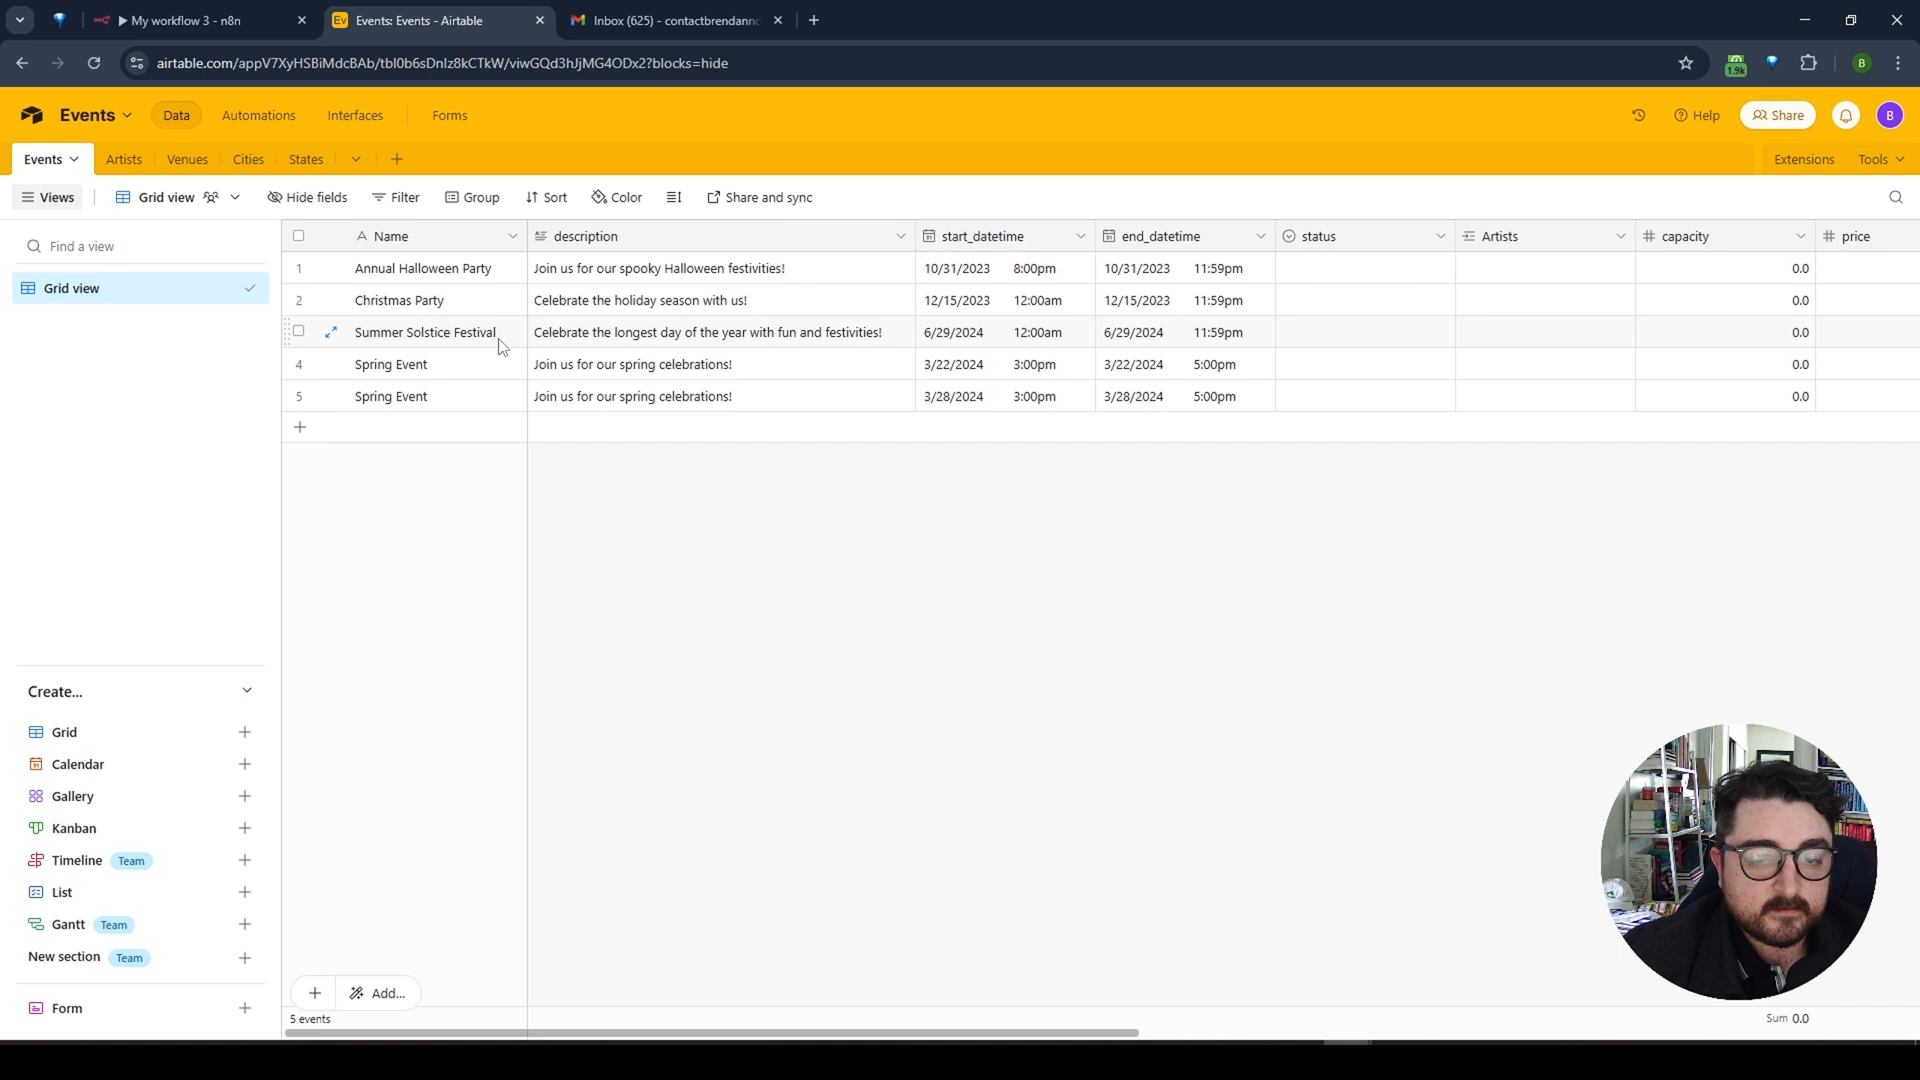 My workflow 3 - n8n
Events: Events - Airtable
Inbox (625) - contactbrendann
airtable.com/appV7XyHSBiMdcBAb/tbl0b6sDnIz8kCTkW/viwGQd3hJjMG4ODx2?blocks=hide
1.9k
B
Events
Data
Automations
Interfaces
Forms
Help
Share
B
Events
Artists
Venues
Cities
States
Extensions
Tools
Views
Grid view
Hide fields
Filter
Group
Sort
Color
Share and sync
Find a view
Grid view
Name description start_datetime end_datetime status Artists capacity price
1 Annual Halloween Party Join us for our spooky Halloween festivities! 10/31/2023 8:00pm 10/31/2023 11:59pm 0.0
2 Christmas Party Celebrate the holiday season with us! 12/15/2023 12:00am 12/15/2023 11:59pm 0.0
Summer Solstice Festival Celebrate the longest day of the year with fun and festivities! 6/29/2024 12:00am 6/29/2024 11:59pm 0.0
4 Spring Event Join us for our spring celebrations! 3/22/2024 3:00pm 3/22/2024 5:00pm 0.0
5 Spring Event Join us for our spring celebrations! 3/28/2024 3:00pm 3/28/2024 5:00pm 0.0
Create...
Grid
Calendar
Gallery
Kanban
Timeline Team
List
Gantt Team
New section Team
Form
Add...
5 events
Sum 0.0